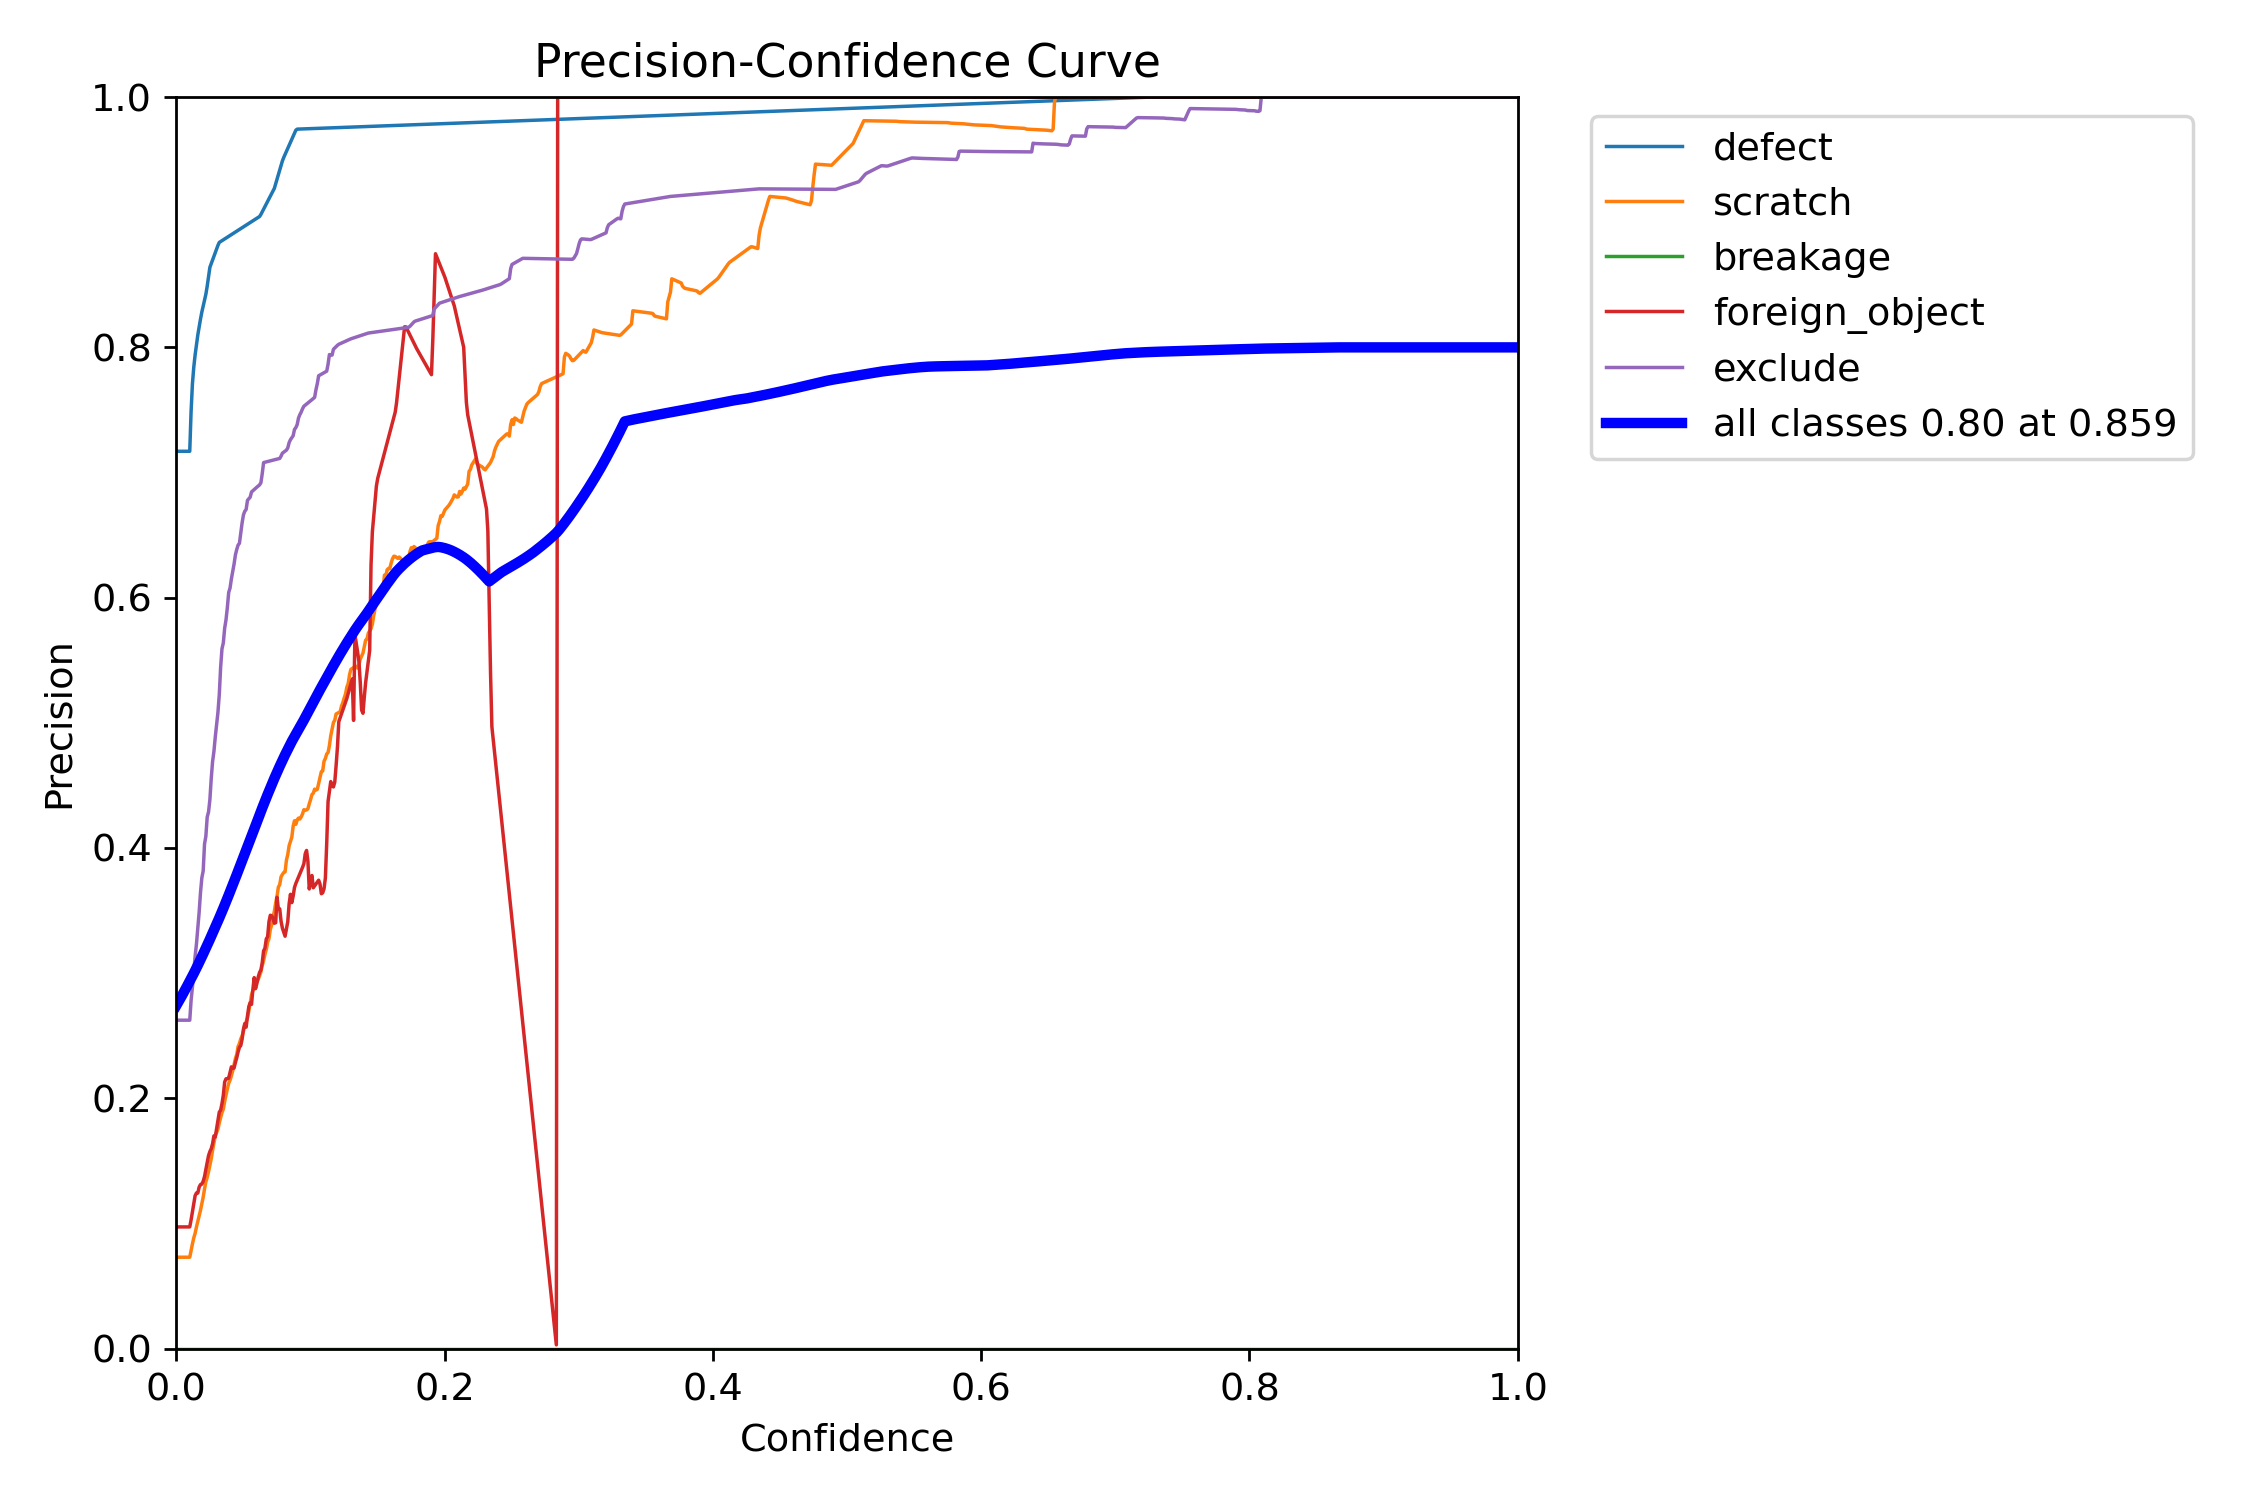 Precision-Confidence Curve
1.0
0.8
0.6
0.4
0.2
0.0
Precision
0.0 0.2 0.4 0.6 0.8 1.0
Confidence
defect
scratch
breakage
foreign_object
exclude
all classes 0.80 at 0.859